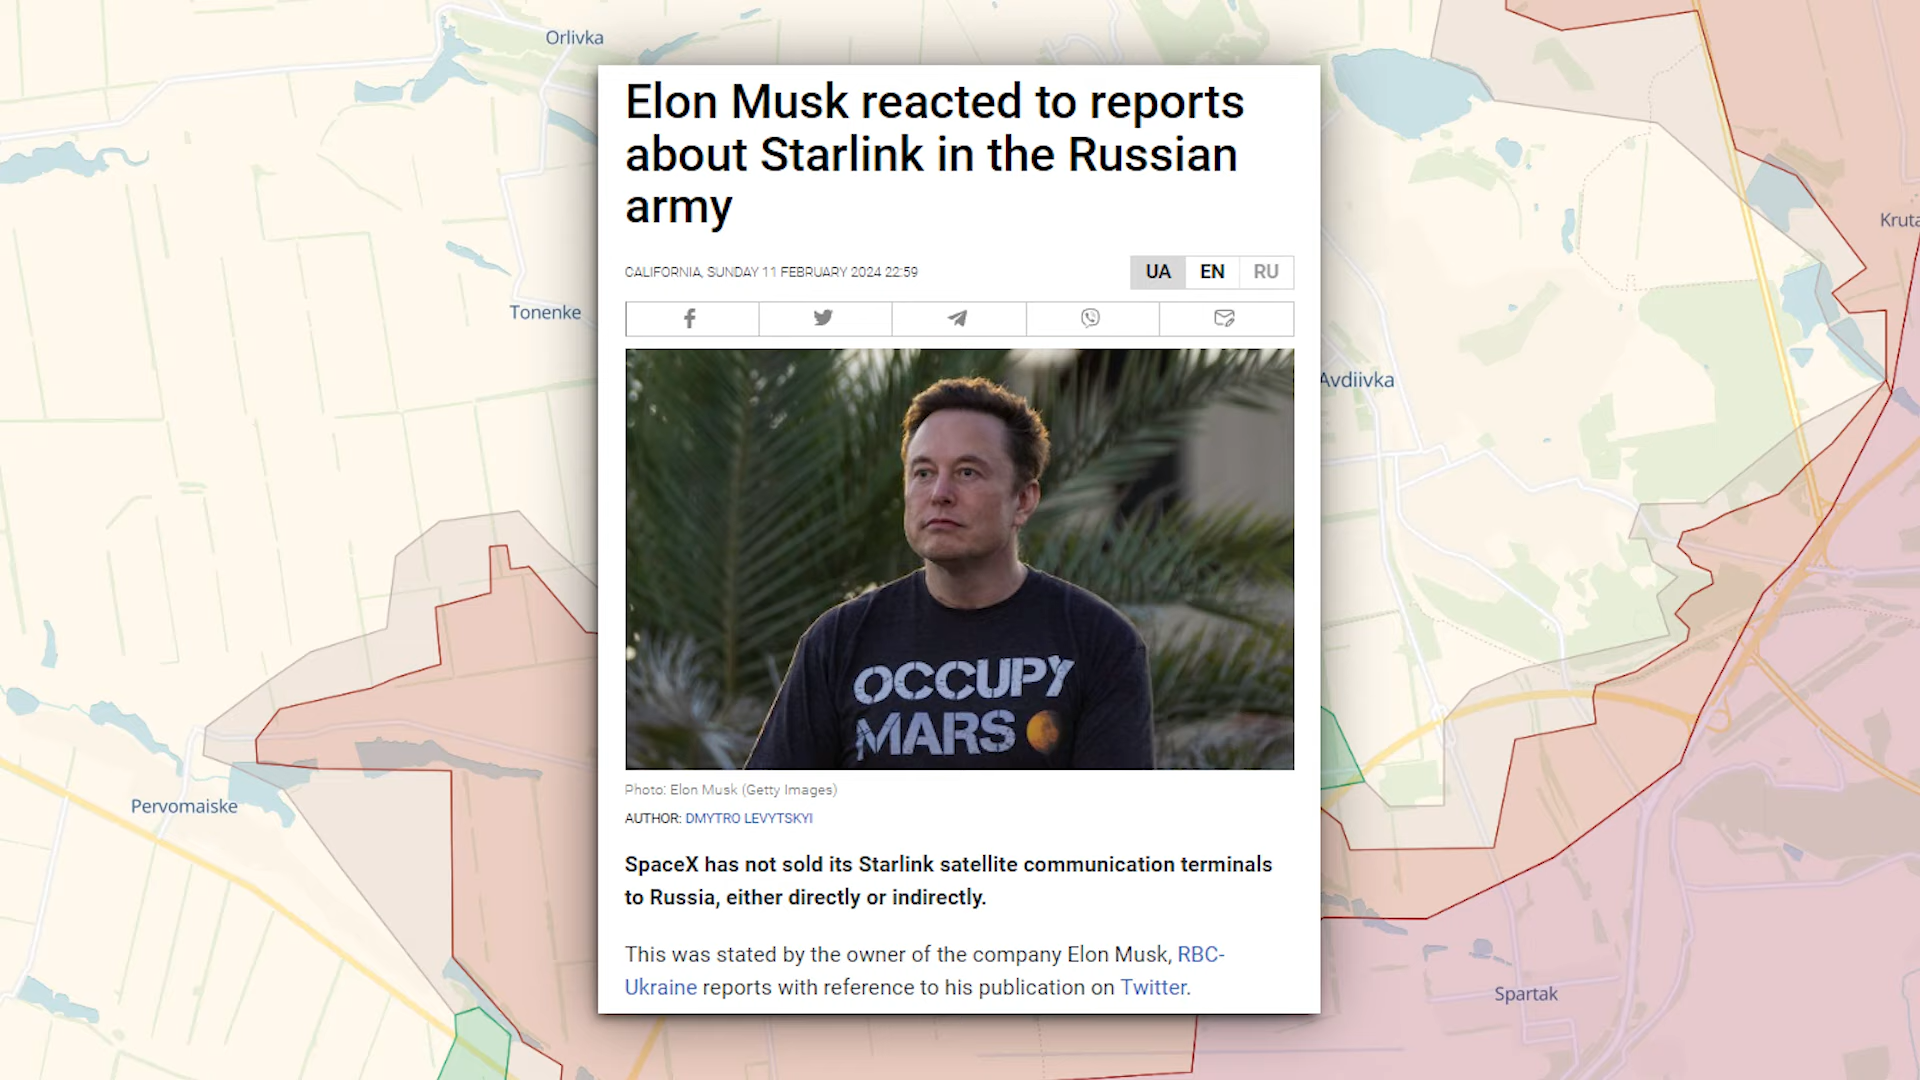 Orlivka
Elon Musk reacted to reports
about Starlink in the Russian
army
CALIFORNIA, SUNDAY 11 FEBRUARY 2024 22:59
UA EN RU
Tonenke
Avdiivka
OCCUPY
MARS
Photo: Elon Musk (Getty Images)
AUTHOR: DMYTRO LEVYTSKYI
Pervomaiske
SpaceX has not sold its Starlink satellite communication terminals
to Russia, either directly or indirectly.
This was stated by the owner of the company Elon Musk, RBC-
Ukraine reports with reference to his publication on Twitter.
Spartak